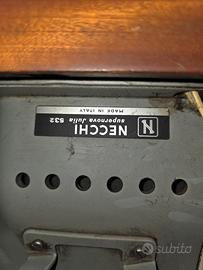 NECCHI
supernova Julia 532
MADE IN ITALY
N
subito